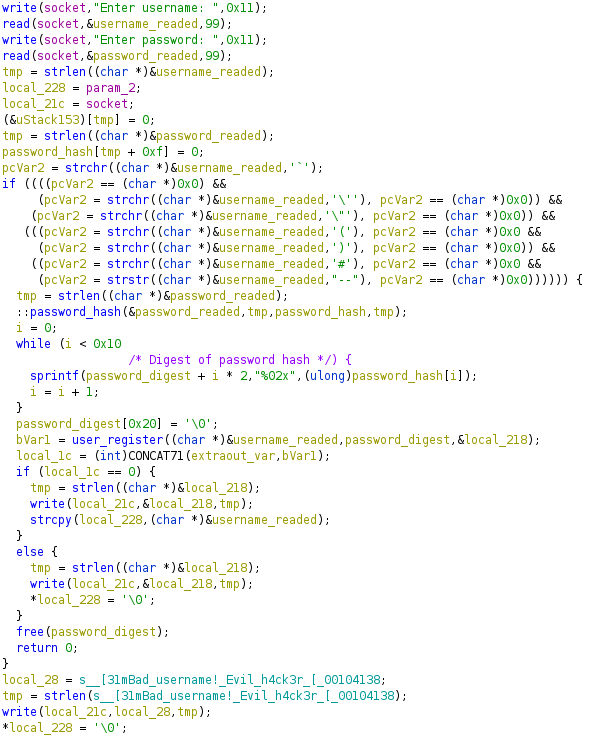 write(socket,"Enter username: ",0x11);
read(socket,&username_readed,99);
write(socket,"Enter password: ",0x11);
read(socket,&password_readed,99);
tmp = strlen((char *)&username_readed);
local_228 = param_2;
local_21c = socket;
(&uStack153)[tmp] = 0;
tmp = strlen((char *)&password_readed);
password_hash[tmp + 0xf] = 0;
pcVar2 = strchr((char *)&username_readed,'`');
if ((((pcVar2 == (char *)0x0) &&
(pcVar2 = strchr((char *)&username_readed,'\''), pcVar2 == (char *)0x0)) &&
(pcVar2 = strchr((char *)&username_readed,'\"'), pcVar2 == (char *)0x0)) &&
(((pcVar2 = strchr((char *)&username_readed,'('), pcVar2 == (char *)0x0 &&
(pcVar2 = strchr((char *)&username_readed,')'), pcVar2 == (char *)0x0)) &&
((pcVar2 = strchr((char *)&username_readed,'#'), pcVar2 == (char *)0x0 &&
(pcVar2 = strstr((char *)&username_readed,"--"), pcVar2 == (char *)0x0)))))) {
tmp = strlen((char *)&password_readed);
::password_hash(&password_readed,tmp,password_hash,tmp);
i = 0;
while (i < 0x10
/* Digest of password hash */) {
sprintf(password_digest + i * 2,"%02x",(ulong)password_hash[i]);
i = i + 1;
}
password_digest[0x20] = '\0';
bVar1 = user_register((char *)&username_readed,password_digest,&local_218);
local_1c = (int)CONCAT71(extraout_var,bVar1);
if (local_1c == 0) {
tmp = strlen((char *)&local_218);
write(local_21c,&local_218,tmp);
strcpy(local_228,(char *)&username_readed);
}
else {
tmp = strlen((char *)&local_218);
write(local_21c,&local_218,tmp);
*local_228 = '\0';
}
free(password_digest);
return 0;
}
local_28 = s__[31mBad_username!_Evil_h4ck3r_[_00104138;
tmp = strlen(s__[31mBad_username!_Evil_h4ck3r_[_00104138);
write(local_21c,local_28,tmp);
*local_228 = '\0';